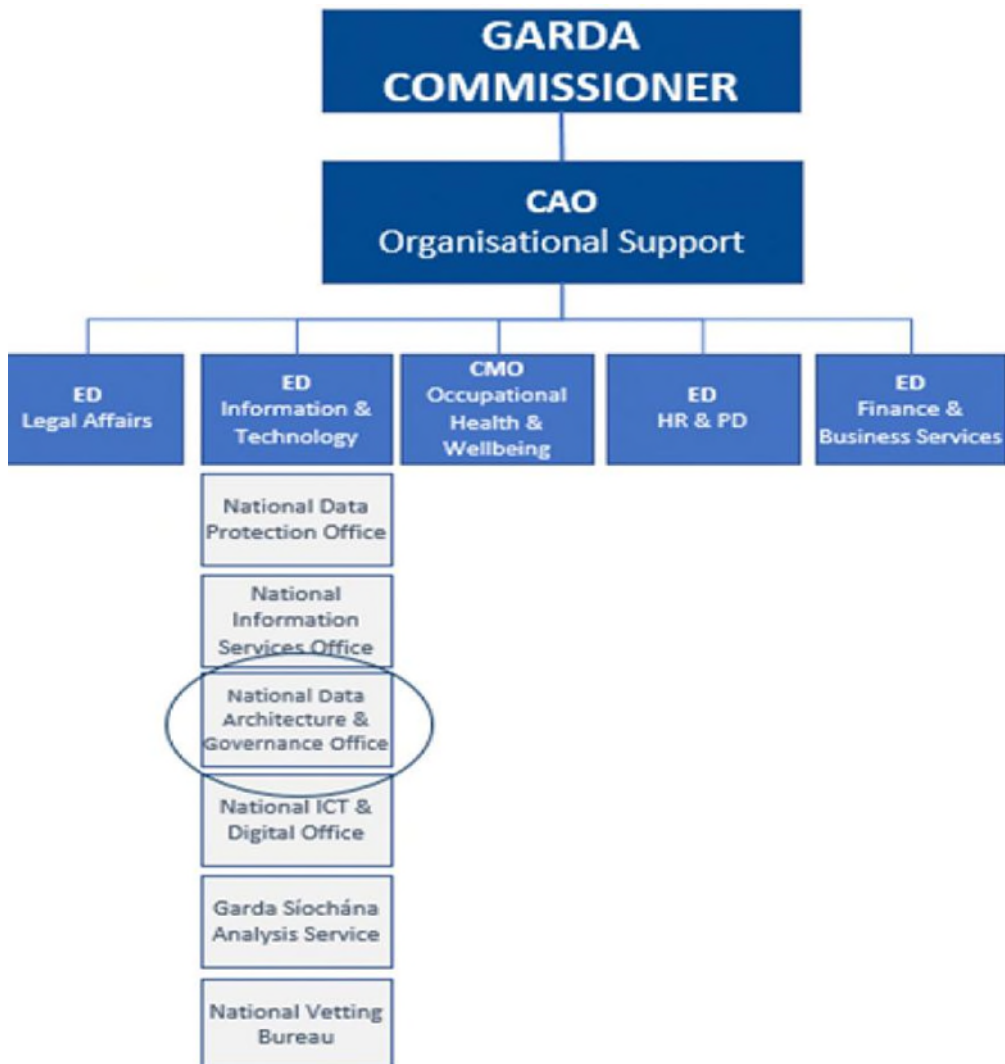 GARDA
COMMISSIONER
CAO
Organisational Support
ED
Legal Affairs
ED
Information &
Technology
CMO
Occupational
Health &
Wellbeing
ED
HR & PD
ED
Finance &
Business Services
National Data
Protection Office
National
Information
Services Office
National Data
Architecture &
Governance Office
National ICT &
Digital Office
Garda Síochána
Analysis Service
National Vetting
Bureau